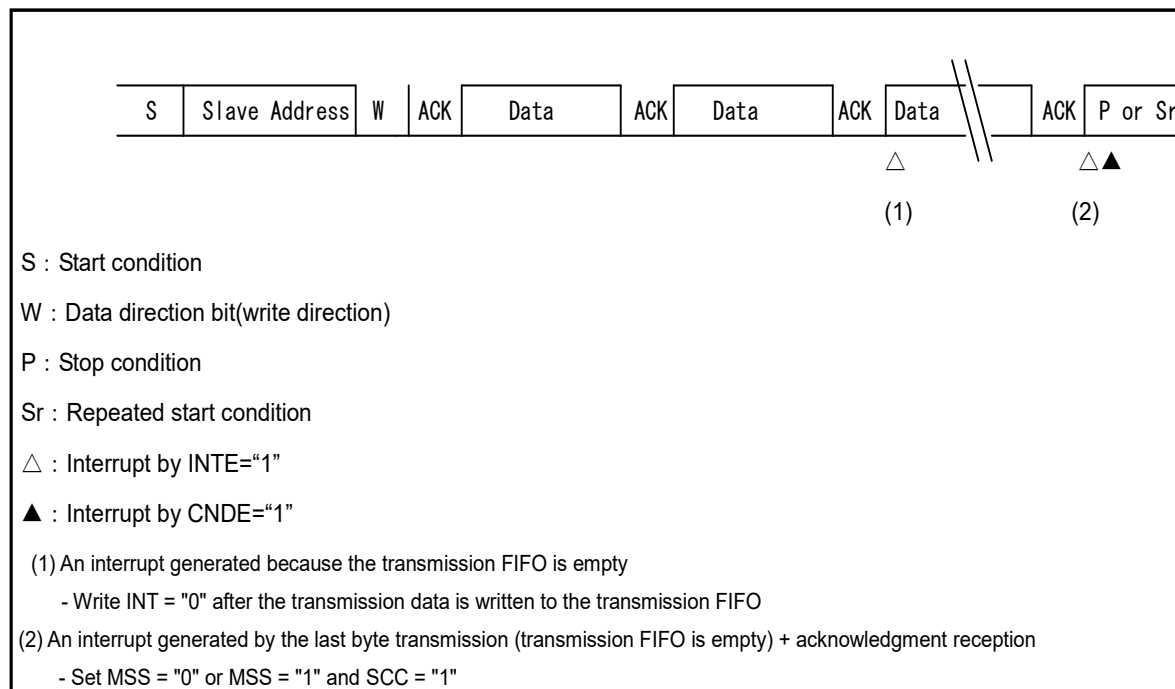 S Slave Address W ACK Data ACK Data ACK Data ACK P or Sr
△ △▲
(1) (2)
S : Start condition
W : Data direction bit(write direction)
P : Stop condition
Sr : Repeated start condition
△ : Interrupt by INTE=“1”
▲ : Interrupt by CNDE=“1”
(1) An interrupt generated because the transmission FIFO is empty
- Write INT = "0" after the transmission data is written to the transmission FIFO
(2) An interrupt generated by the last byte transmission (transmission FIFO is empty) + acknowledgment reception
- Set MSS = "0" or MSS = "1" and SCC = "1"